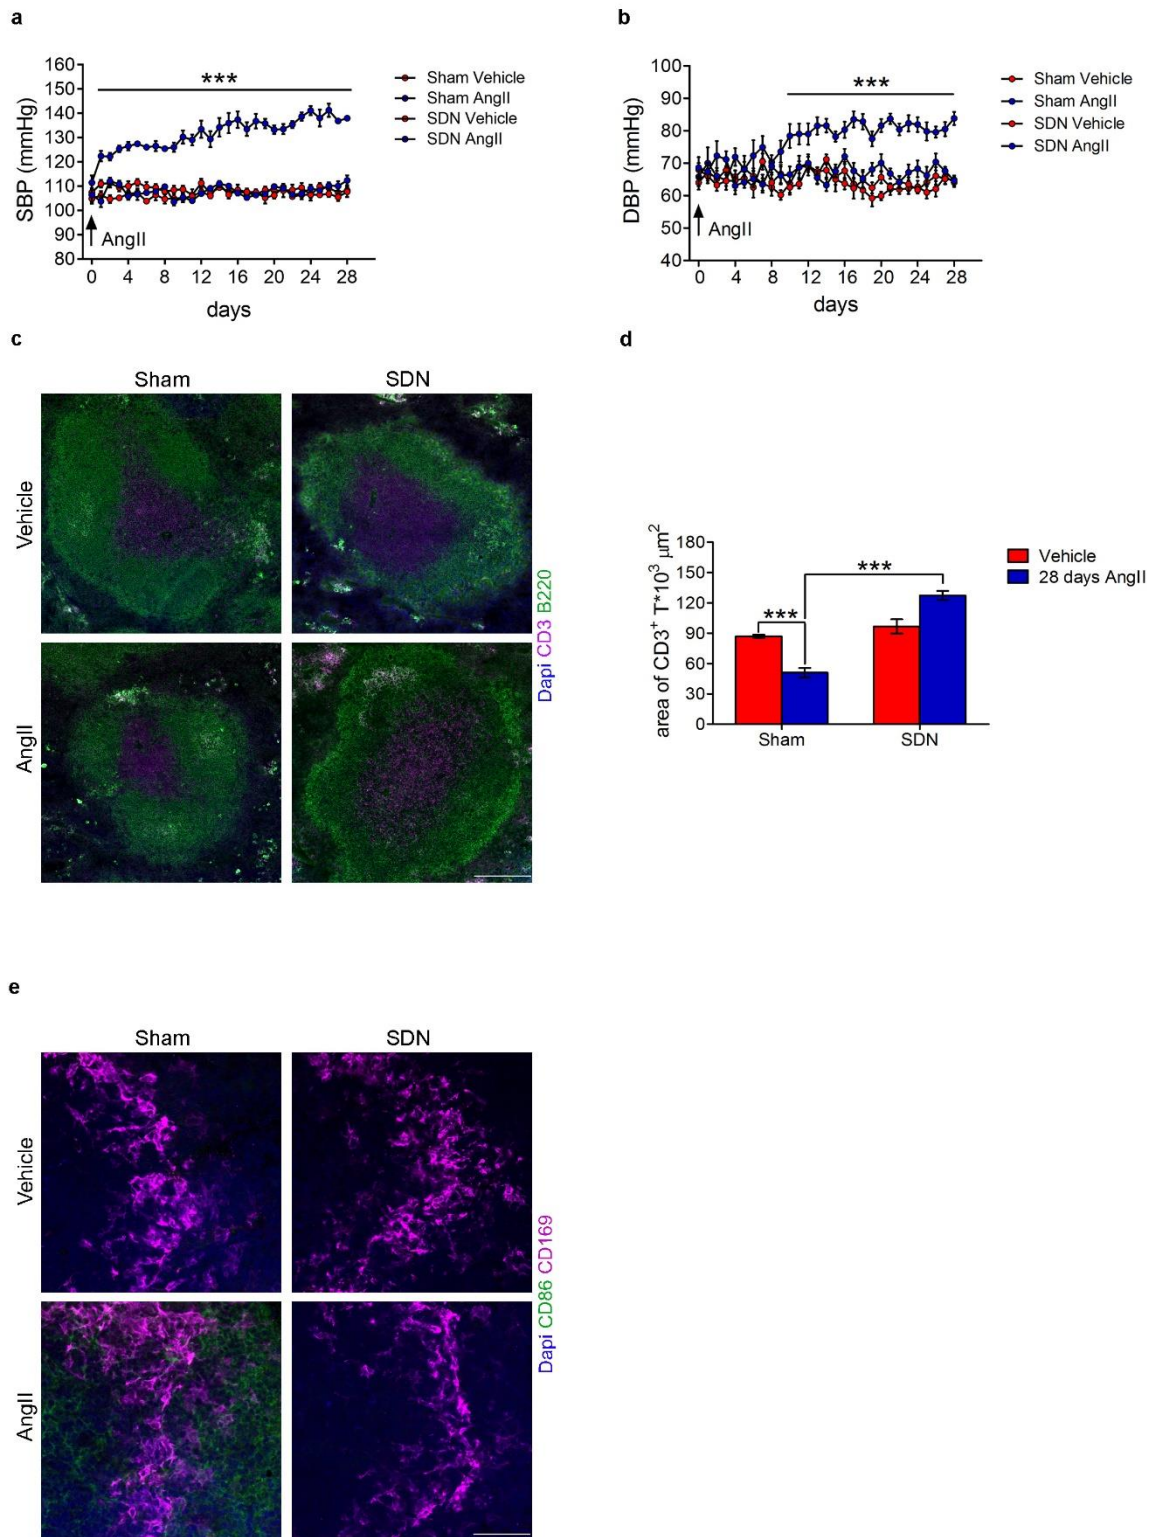 a
SBP (mmHg)
160
150
140
130
120
110
100
90
80
***
AngII
0 4 8 12 16 20 24 28
days
Sham Vehicle
Sham AngII
SDN Vehicle
SDN AngII
b
DBP (mmHg)
100
90
80
70
60
50
40
***
AngII
0 4 8 12 16 20 24 28
days
Sham Vehicle
Sham AngII
SDN Vehicle
SDN AngII
c
Sham SDN
Vehicle
AngII
Dapi CD3 B220
d
area of CD3+ T*10³ µm²
180
150
120
90
60
30
0
***
***
Sham SDN
Vehicle
28 days AngII
e
Sham SDN
Vehicle
AngII
Dapi CD86 CD169